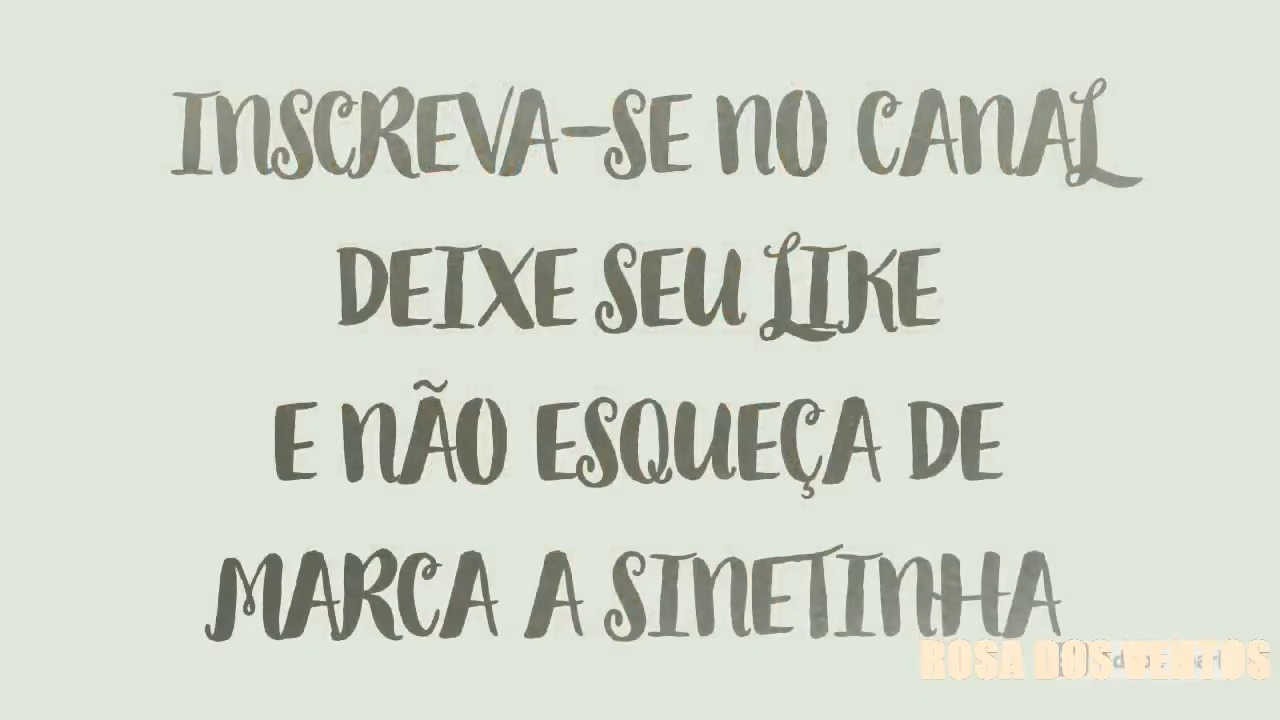 INSCREVA-SE NO CANAL
DEIXE SEU LIKE
E NÃO ESQUEÇA DE
MARCA A SINETINHA
ROSA DOS VENTOS